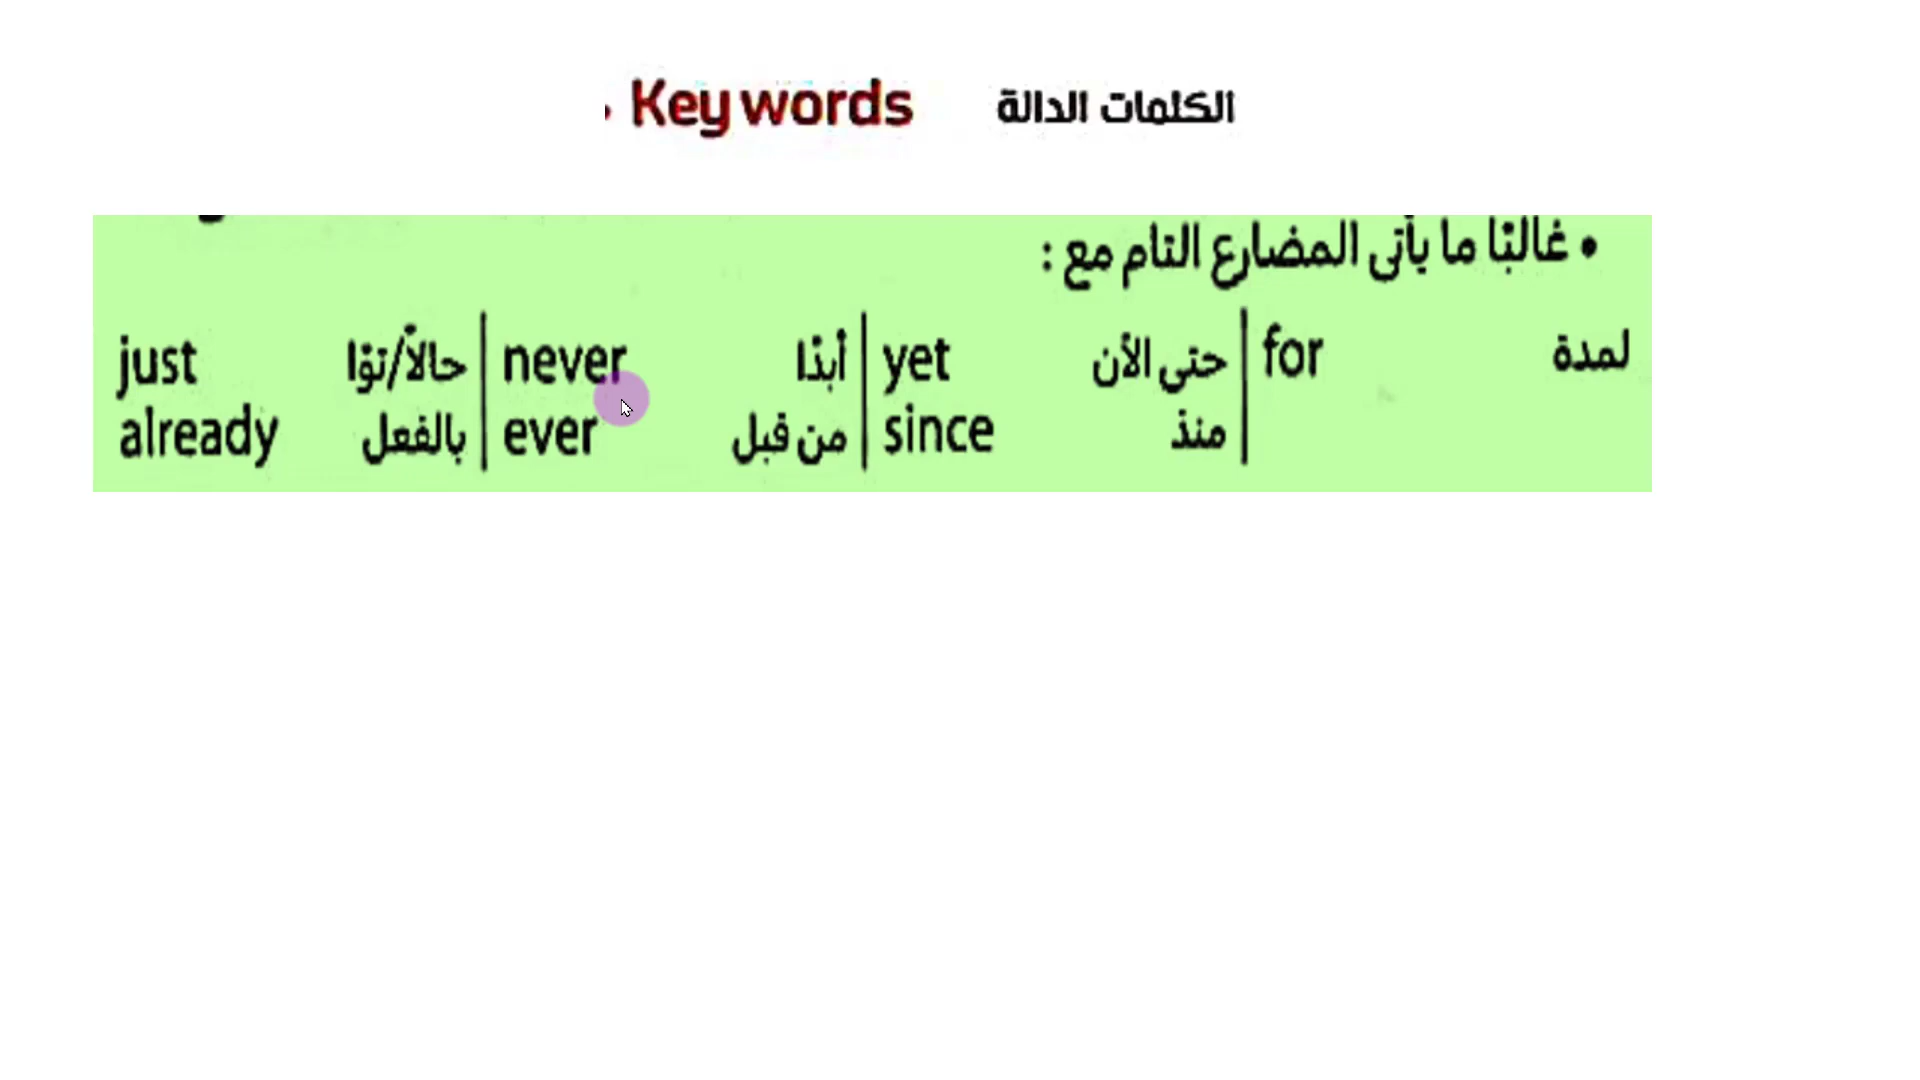 Key words الكلمات الدالة
• غالبًا ما يأتى المضارع التام مع :
just حالاً/توًا | never أبدًا | yet حتى الآن | for لمدة
already بالفعل | ever من قبل | since منذ |